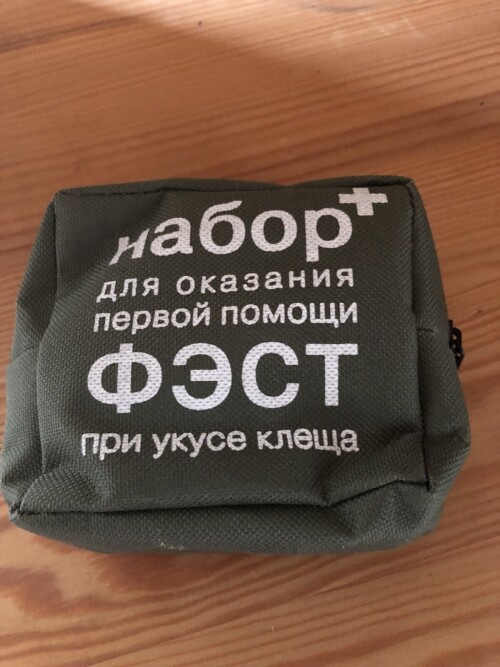 набор+
для оказания
первой помощи
ФЭСТ
при укусе клеща